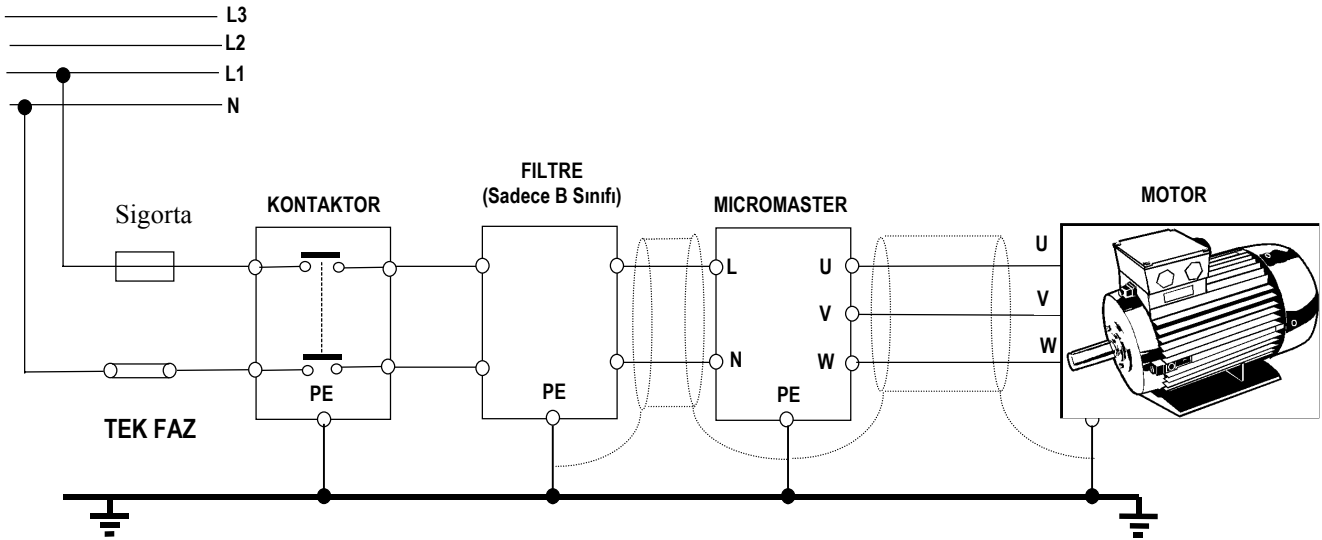 L3
L2
L1
N
FILTRE
(Sadece B Sınıfı)
Sigorta
KONTAKTOR
MICROMASTER
MOTOR
L
U
U
V
V
N
W
W
PE
PE
PE
TEK FAZ